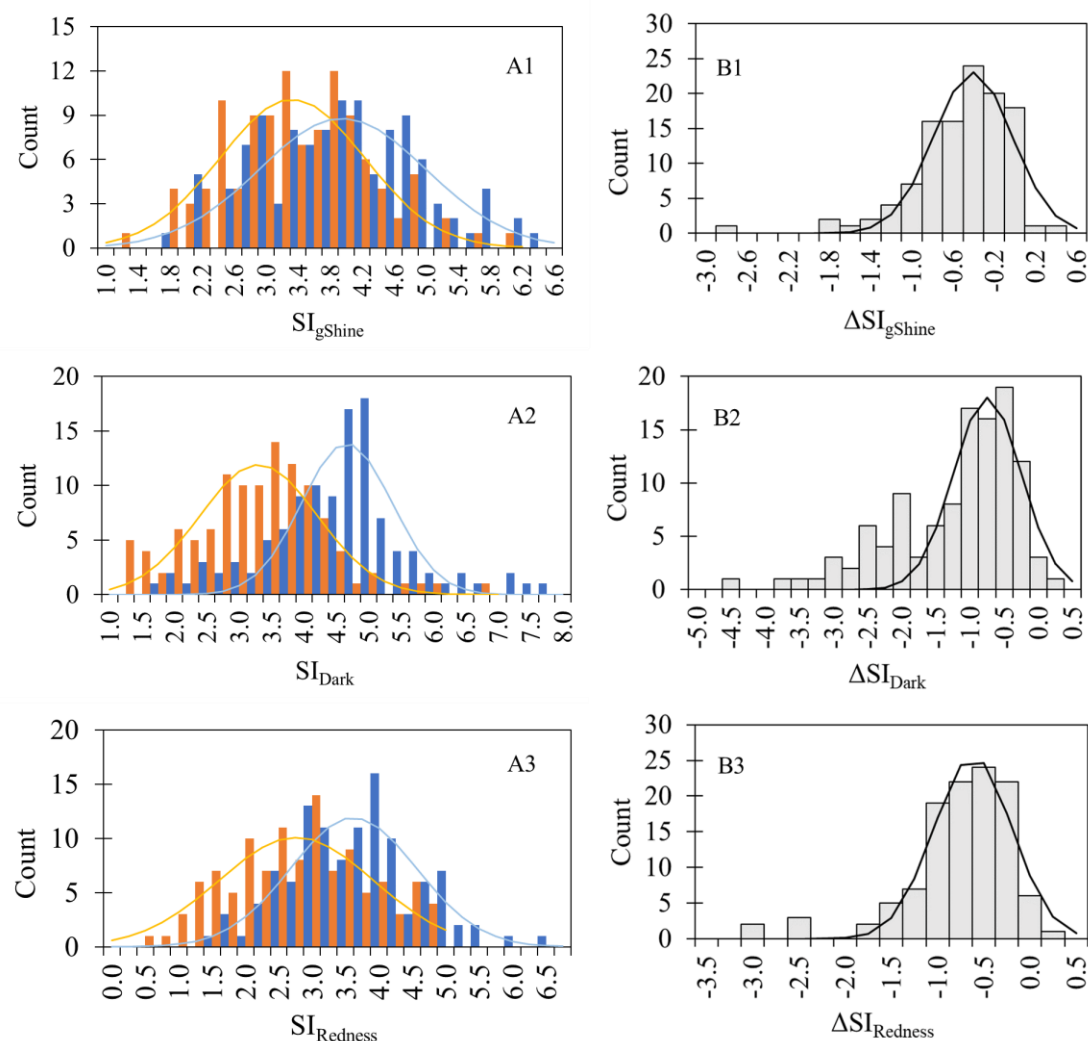 15
12
9
6
3
0
Count
A1
1.0 1.4 1.8 2.2 2.6 3.0 3.4 3.8 4.2 4.6 5.0 5.4 5.8 6.2 6.6
SIgShine
30
25
20
15
10
5
0
Count
B1
-3.0 -2.6 -2.2 -1.8 -1.4 -1.0 -0.6 -0.2 0.2 0.6
ΔSIgShine
20
15
10
5
0
Count
A2
1.0 1.5 2.0 2.5 3.0 3.5 4.0 4.5 5.0 5.5 6.0 6.5 7.0 7.5 8.0
SIDark
20
15
10
5
0
Count
B2
-5.0 -4.5 -4.0 -3.5 -3.0 -2.5 -2.0 -1.5 -1.0 -0.5 0.0 0.5
ΔSIDark
20
15
10
5
0
Count
A3
0.0 0.5 1.0 1.5 2.0 2.5 3.0 3.5 4.0 4.5 5.0 5.5 6.0 6.5
SIRedness
30
25
20
15
10
5
0
Count
B3
-3.5 -3.0 -2.5 -2.0 -1.5 -1.0 -0.5 0.0 0.5
ΔSIRedness